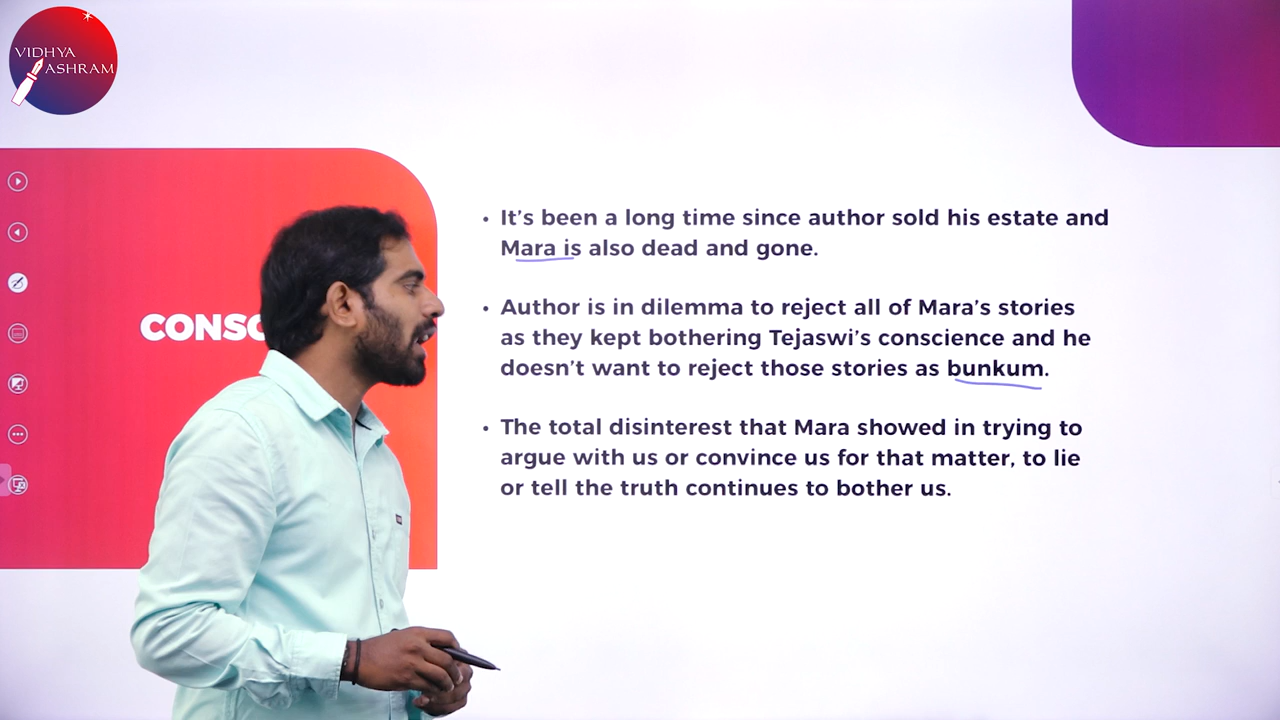 VIDHYA
ASHRAM
• It's been a long time since author sold his estate and
Mara is also dead and gone.
• Author is in dilemma to reject all of Mara's stories
as they kept bothering Tejaswi's conscience and he
doesn't want to reject those stories as bunkum.
• The total disinterest that Mara showed in trying to
argue with us or convince us for that matter, to lie
or tell the truth continues to bother us.